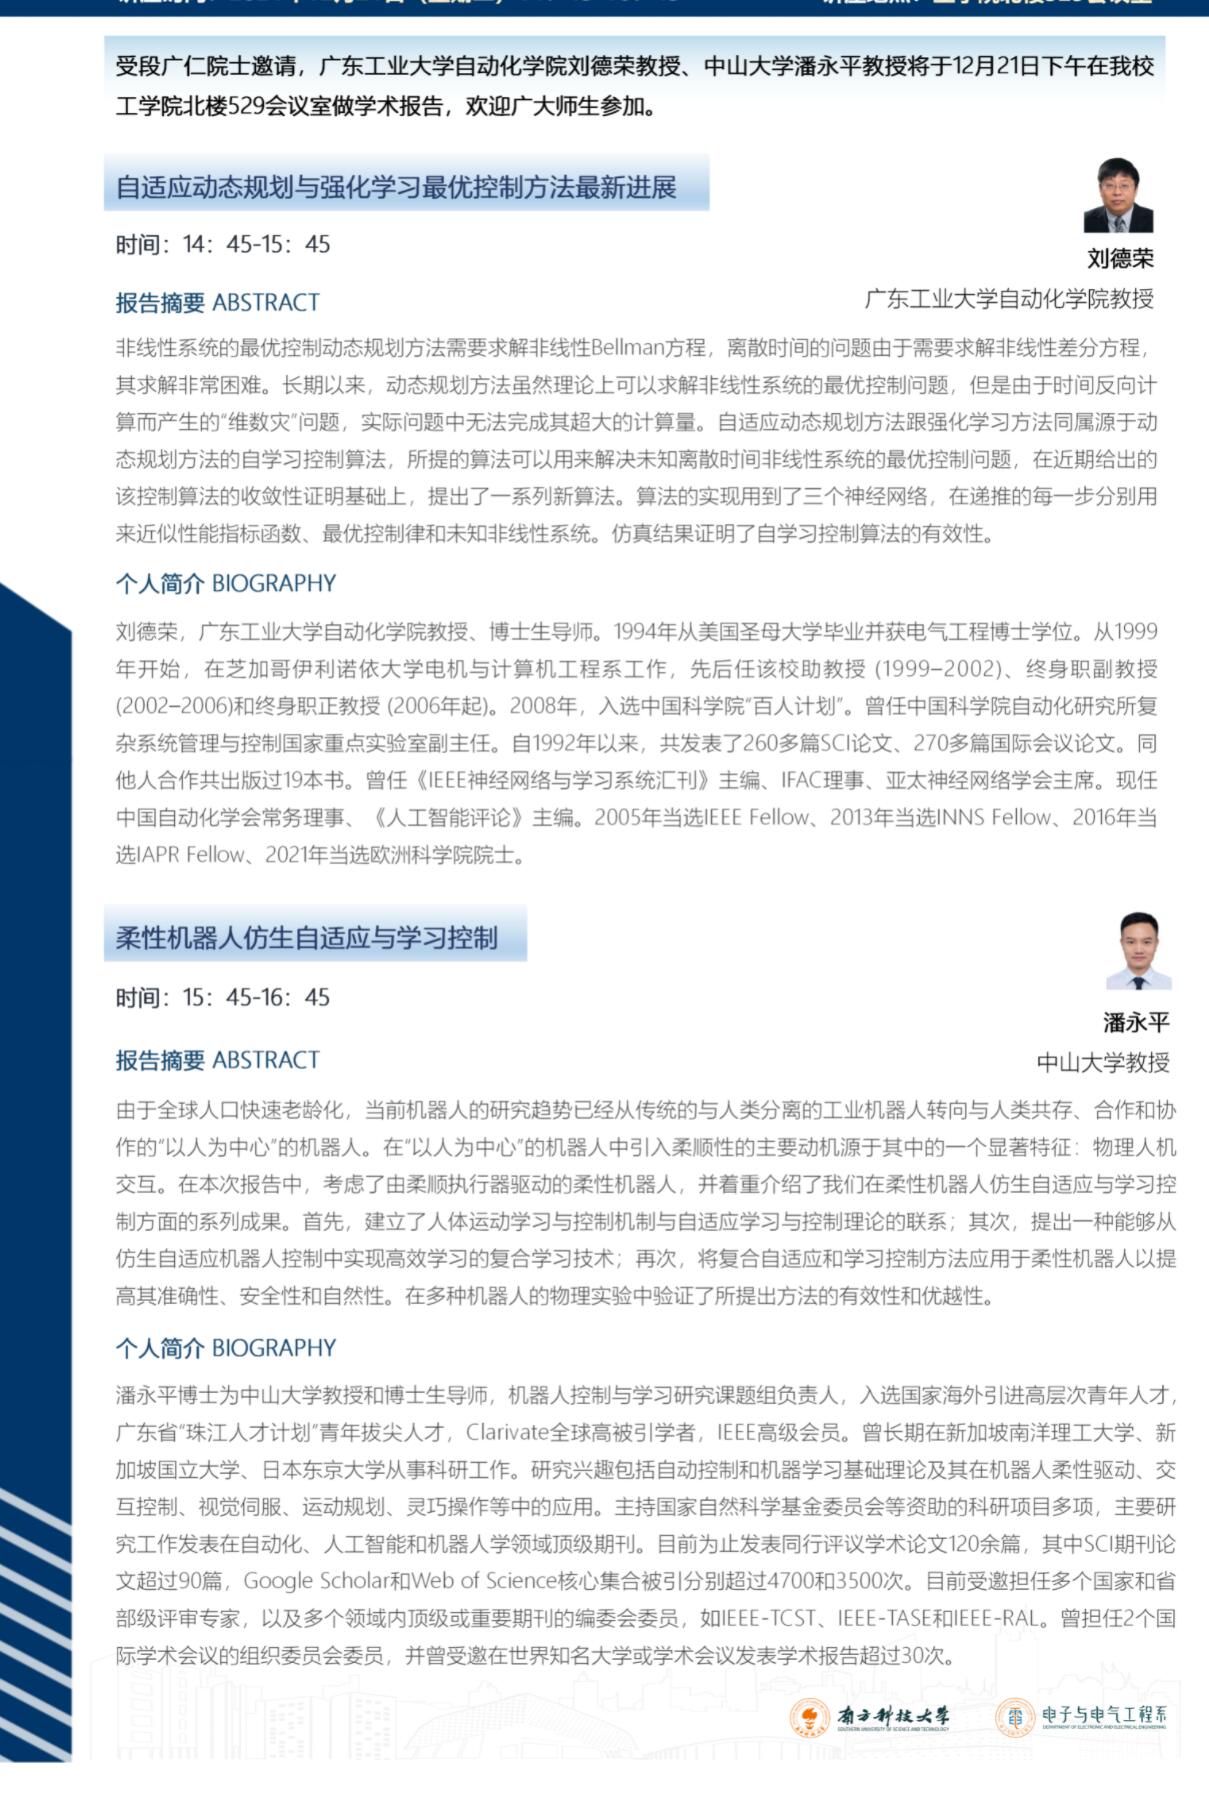 受段广仁院士邀请，广东工业大学自动化学院刘德荣教授、中山大学潘永平教授将于12月21日下午在我校
工学院北楼529会议室做学术报告，欢迎广大师生参加。
自适应动态规划与强化学习最优控制方法最新进展
时间：14：45-15：45
刘德荣
广东工业大学自动化学院教授
报告摘要 ABSTRACT
非线性系统的最优控制动态规划方法需要求解非线性Bellman方程，离散时间的问题由于需要求解非线性差分方程，
其求解非常困难。长期以来，动态规划方法虽然理论上可以求解非线性系统的最优控制问题，但是由于时间反向计
算而产生的“维数灾”问题，实际问题中无法完成其超大的计算量。自适应动态规划方法跟强化学习方法同属源于动
态规划方法的自学习控制算法，所提的算法可以用来解决未知离散时间非线性系统的最优控制问题，在近期给出的
该控制算法的收敛性证明基础上，提出了一系列新算法。算法的实现用到了三个神经网络，在递推的每一步分别用
来近似性能指标函数、最优控制律和未知非线性系统。仿真结果证明了自学习控制算法的有效性。
个人简介 BIOGRAPHY
刘德荣，广东工业大学自动化学院教授、博士生导师。1994年从美国圣母大学毕业并获电气工程博士学位。从1999
年开始，在芝加哥伊利诺依大学电机与计算机工程系工作，先后任该校助教授 (1999–2002)、终身职副教授
(2002–2006)和终身职正教授 (2006年起)。2008年，入选中国科学院“百人计划”。曾任中国科学院自动化研究所复
杂系统管理与控制国家重点实验室副主任。自1992年以来，共发表了260多篇SCI论文、270多篇国际会议论文。同
他人合作共出版过19本书。曾任《IEEE神经网络与学习系统汇刊》主编、IFAC理事、亚太神经网络学会主席。现任
中国自动化学会常务理事、《人工智能评论》主编。2005年当选IEEE Fellow、2013年当选INNS Fellow、2016年当
选IAPR Fellow、2021年当选欧洲科学院院士。
柔性机器人仿生自适应与学习控制
时间：15：45-16：45
潘永平
中山大学教授
报告摘要 ABSTRACT
由于全球人口快速老龄化，当前机器人的研究趋势已经从传统的与人类分离的工业机器人转向与人类共存、合作和协
作的“以人为中心”的机器人。在“以人为中心”的机器人中引入柔顺性的主要动机源于其中的一个显著特征：物理人机
交互。在本次报告中，考虑了由柔顺执行器驱动的柔性机器人，并着重介绍了我们在柔性机器人仿生自适应与学习控
制方面的系列成果。首先，建立了人体运动学习与控制机制与自适应学习与控制理论的联系；其次，提出一种能够从
仿生自适应机器人控制中实现高效学习的复合学习技术；再次，将复合自适应和学习控制方法应用于柔性机器人以提
高其准确性、安全性和自然性。在多种机器人的物理实验中验证了所提出方法的有效性和优越性。
个人简介 BIOGRAPHY
潘永平博士为中山大学教授和博士生导师，机器人控制与学习研究课题组负责人，入选国家海外引进高层次青年人才，
广东省“珠江人才计划”青年拔尖人才，Clarivate全球高被引学者，IEEE高级会员。曾长期在新加坡南洋理工大学、新
加坡国立大学、日本东京大学从事科研工作。研究兴趣包括自动控制和机器学习基础理论及其在机器人柔性驱动、交
互控制、视觉伺服、运动规划、灵巧操作等中的应用。主持国家自然科学基金委员会等资助的科研项目多项，主要研
究工作发表在自动化、人工智能和机器人学领域顶级期刊。目前为止发表同行评议学术论文120余篇，其中SCI期刊论
文超过90篇，Google Scholar和Web of Science核心集合被引分别超过4700和3500次。目前受邀担任多个国家和省
部级评审专家，以及多个领域内顶级或重要期刊的编委会委员，如IEEE-TCST、IEEE-TASE和IEEE-RAL。曾担任2个国
际学术会议的组织委员会委员，并曾受邀在世界知名大学或学术会议发表学术报告超过30次。
南方科技大学
SOUTHERN UNIVERSITY OF SCIENCE AND TECHNOLOGY
电子与电气工程系
DEPARTMENT OF ELECTRONIC AND ELECTRICAL ENGINEERING